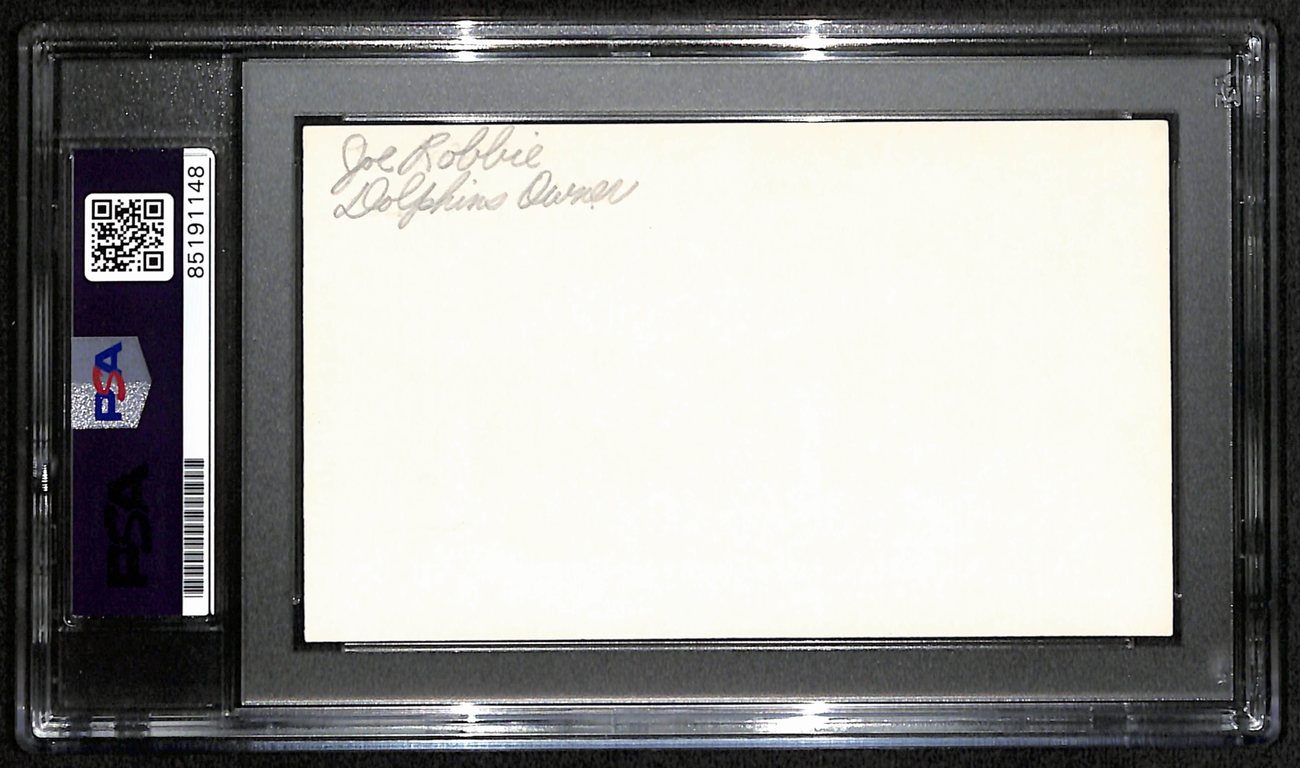 Joe Robbie
Dolphins Owner
85191148
PSA
PSA